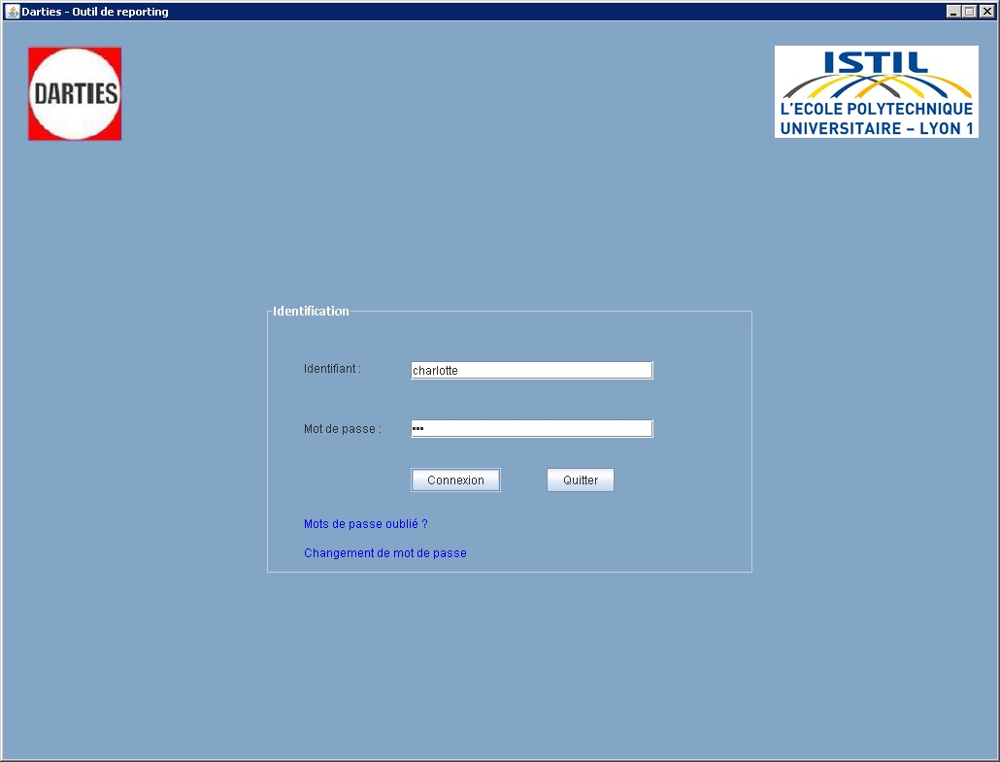 Darties - Outil de reporting
DARTIES
ISTIL
L'ECOLE POLYTECHNIQUE
UNIVERSITAIRE – LYON 1
Identification
Identifiant :
charlotte
Mot de passe :
•••
Connexion
Quitter
Mots de passe oublié ?
Changement de mot de passe